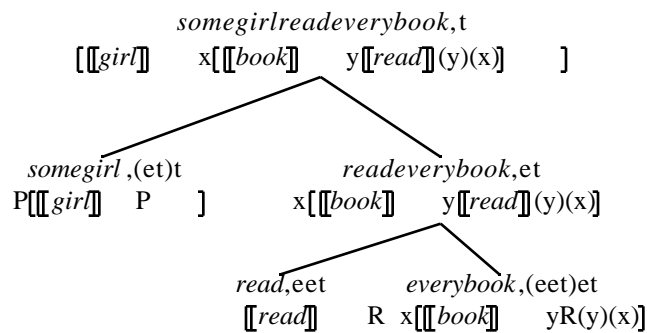 somegirlreadeverybook,t
[⟦girl⟧ x[⟦book⟧ y⟦read⟧(y)(x)] ]
somegirl ,(et)t readeverybook,et
P[⟦girl⟧ P ] x[⟦book⟧ y⟦read⟧(y)(x)]
read,eet everybook,(eet)et
⟦read⟧ R x[⟦book⟧ yR(y)(x)]